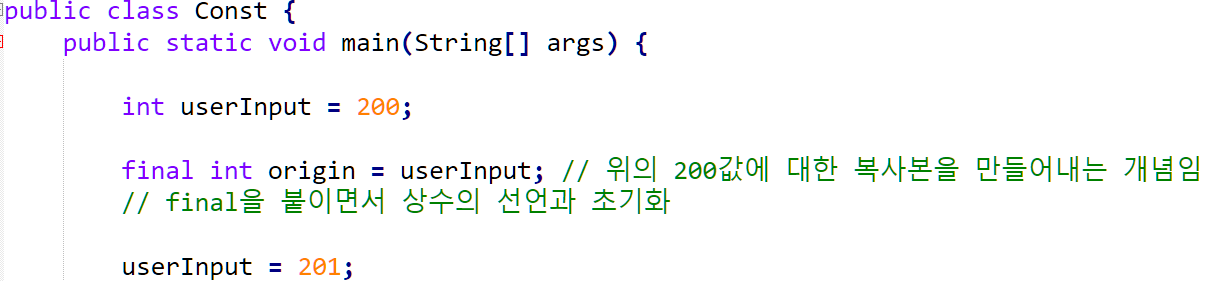 public class Const {
public static void main(String[] args) {
int userInput = 200;
final int origin = userInput; // 위의 200값에 대한 복사본을 만들어내는 개념임
// final을 붙이면서 상수의 선언과 초기화
userInput = 201;